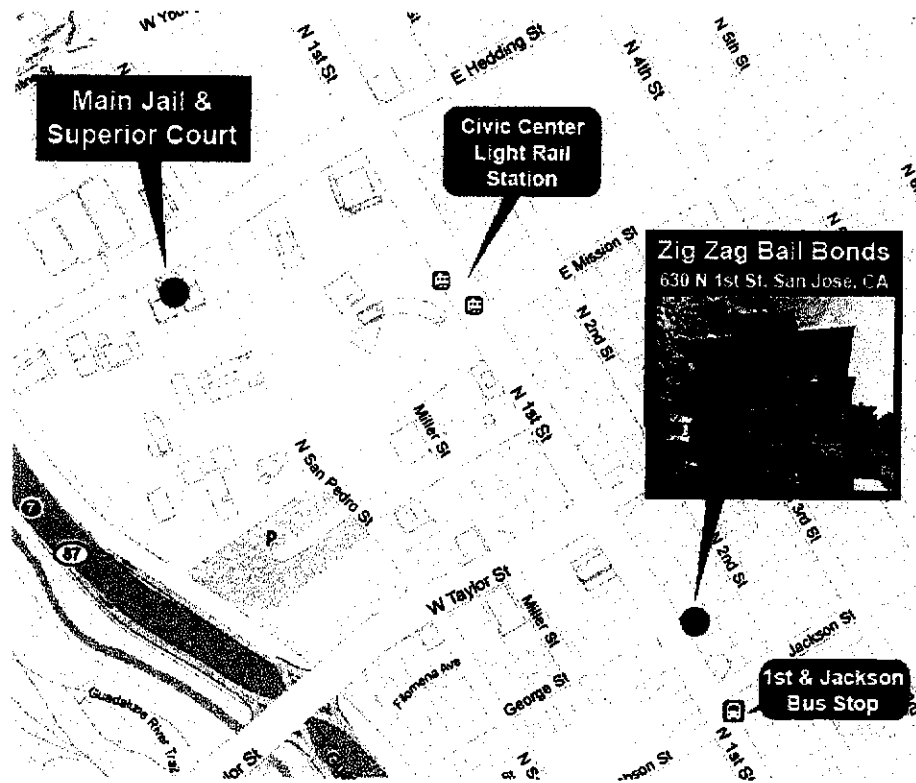 N 1st St
E Hedding St
N 4th St
N 5th St
Main Jail &
Superior Court
Civic Center
Light Rail
Station
E Mission St
Zig Zag Bail Bonds
630 N 1st St. San Jose, CA
N 2nd St
N 1st St
Miller St
N San Pedro St
7
87
P
3rd St
N 2nd St
W Taylor St
Miller St
Jackson St
Filomena Ave
George St
1st & Jackson
Bus Stop
Guadalupe River Trail
N 1st St